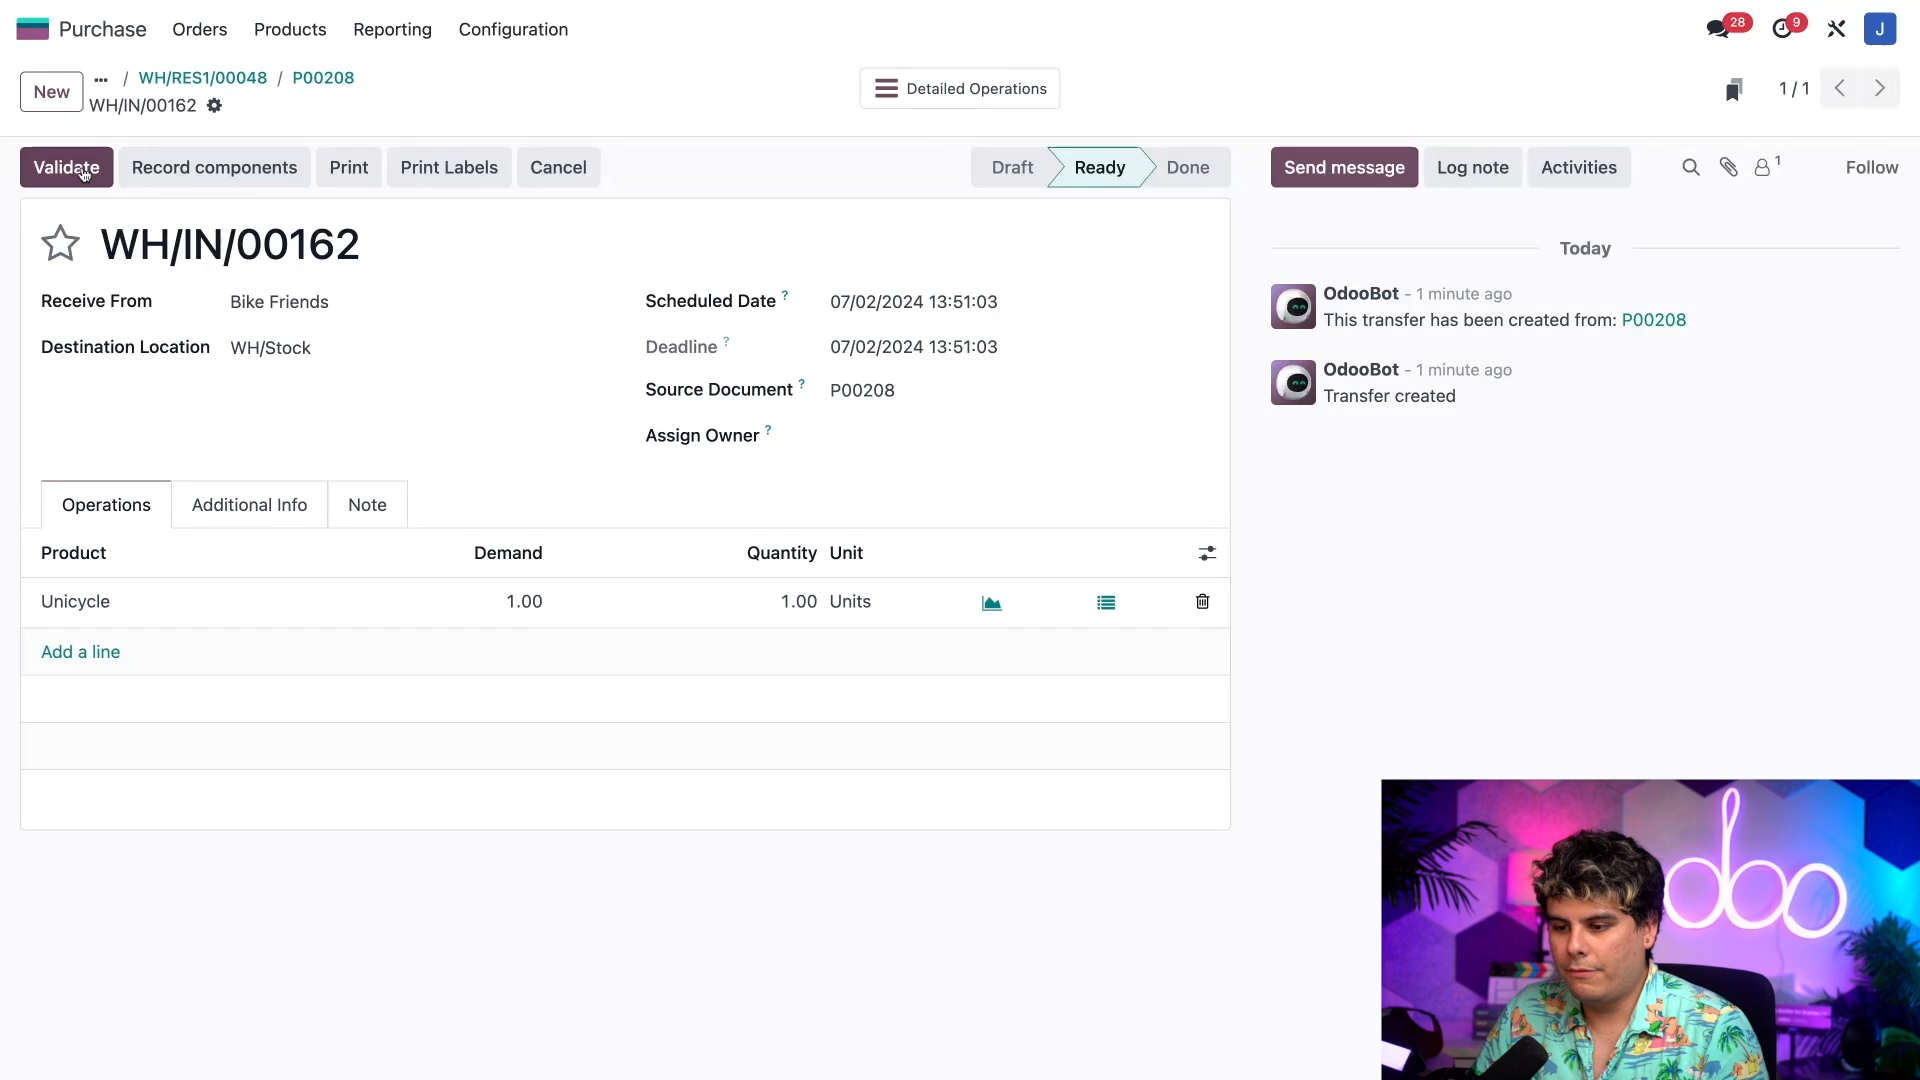 Purchase Orders Products Reporting Configuration 28 9 J
New ... / WH/RES1/00048 / P00208
WH/IN/00162
Detailed Operations
1 / 1
Validate Record components Print Print Labels Cancel
Draft Ready Done
Send message Log note Activities 1 Follow
WH/IN/00162
Receive From Bike Friends
Destination Location WH/Stock
Scheduled Date ? 07/02/2024 13:51:03
Deadline ? 07/02/2024 13:51:03
Source Document ? P00208
Assign Owner ?
Today
OdooBot - 1 minute ago
This transfer has been created from: P00208
OdooBot - 1 minute ago
Transfer created
Operations Additional Info Note
Product Demand Quantity Unit
Unicycle 1.00 1.00 Units
Add a line
odoo